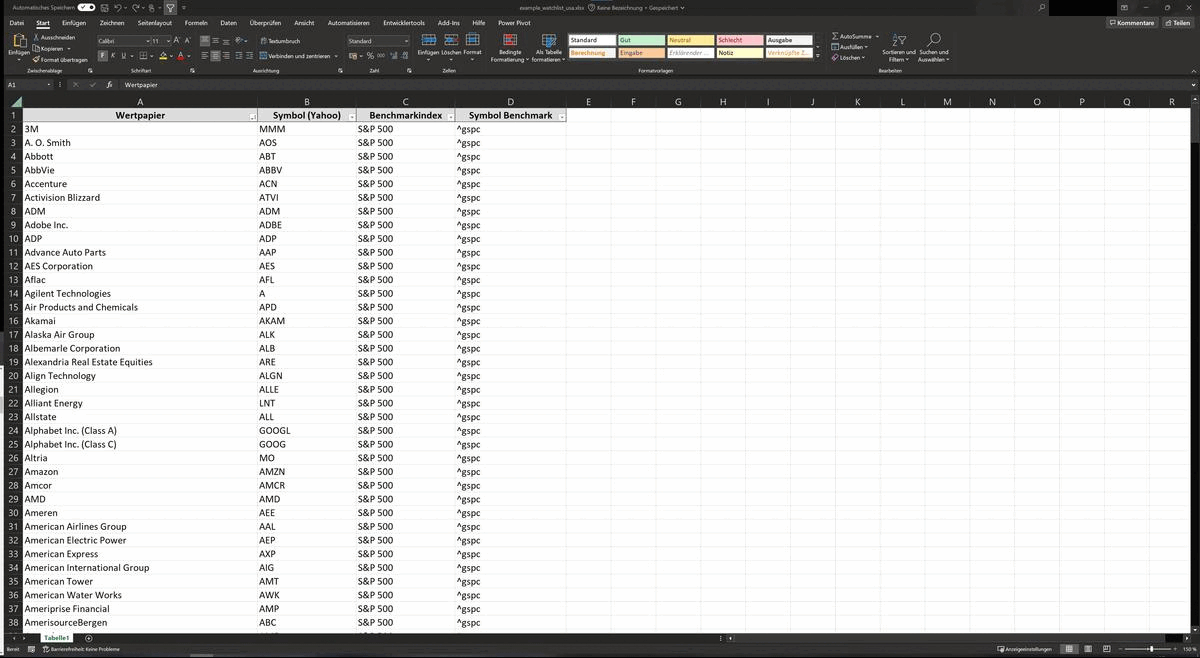 Automatisches Speichern
example_watchlist_usa.xlsx Keine Bezeichnung • Gespeichert
Datei Start Einfügen Zeichnen Seitenlayout Formeln Daten Überprüfen Ansicht Automatisieren Entwicklertools Add-Ins Hilfe Power Pivot Kommentare Teilen
Einfügen Ausschneiden Kopieren Format übertragen
Calibri 11 F K U
Textumbruch Verbinden und zentrieren
Standard % 000
Bedingte Formatierung Als Tabelle formatieren
Standard Gut Neutral Schlecht Ausgabe
Berechnung Eingabe Erklärender ... Notiz Verknüpfte Z...
Einfügen Löschen Format
AutoSumme Ausfüllen Löschen
Sortieren und Filtern Suchen und Auswählen
Zwischenablage Schriftart Ausrichtung Zahl Zellen Formatvorlagen Bearbeiten
A1 fx Wertpapier
A B C D E F G H I J K L M N O P Q R
1 Wertpapier Symbol (Yahoo) Benchmarkindex Symbol Benchmark
2 3M MMM S&P 500 ^gspc
3 A. O. Smith AOS S&P 500 ^gspc
4 Abbott ABT S&P 500 ^gspc
5 AbbVie ABBV S&P 500 ^gspc
6 Accenture ACN S&P 500 ^gspc
7 Activision Blizzard ATVI S&P 500 ^gspc
8 ADM ADM S&P 500 ^gspc
9 Adobe Inc. ADBE S&P 500 ^gspc
10 ADP ADP S&P 500 ^gspc
11 Advance Auto Parts AAP S&P 500 ^gspc
12 AES Corporation AES S&P 500 ^gspc
13 Aflac AFL S&P 500 ^gspc
14 Agilent Technologies A S&P 500 ^gspc
15 Air Products and Chemicals APD S&P 500 ^gspc
16 Akamai AKAM S&P 500 ^gspc
17 Alaska Air Group ALK S&P 500 ^gspc
18 Albemarle Corporation ALB S&P 500 ^gspc
19 Alexandria Real Estate Equities ARE S&P 500 ^gspc
20 Align Technology ALGN S&P 500 ^gspc
21 Allegion ALLE S&P 500 ^gspc
22 Alliant Energy LNT S&P 500 ^gspc
23 Allstate ALL S&P 500 ^gspc
24 Alphabet Inc. (Class A) GOOGL S&P 500 ^gspc
25 Alphabet Inc. (Class C) GOOG S&P 500 ^gspc
26 Altria MO S&P 500 ^gspc
27 Amazon AMZN S&P 500 ^gspc
28 Amcor AMCR S&P 500 ^gspc
29 AMD AMD S&P 500 ^gspc
30 Ameren AEE S&P 500 ^gspc
31 American Airlines Group AAL S&P 500 ^gspc
32 American Electric Power AEP S&P 500 ^gspc
33 American Express AXP S&P 500 ^gspc
34 American International Group AIG S&P 500 ^gspc
35 American Tower AMT S&P 500 ^gspc
36 American Water Works AWK S&P 500 ^gspc
37 Ameriprise Financial AMP S&P 500 ^gspc
38 AmerisourceBergen ABC S&P 500 ^gspc
Tabelle1
Bereit Barrierefreiheit: Keine Probleme Anzeigeeinstellungen 150 %